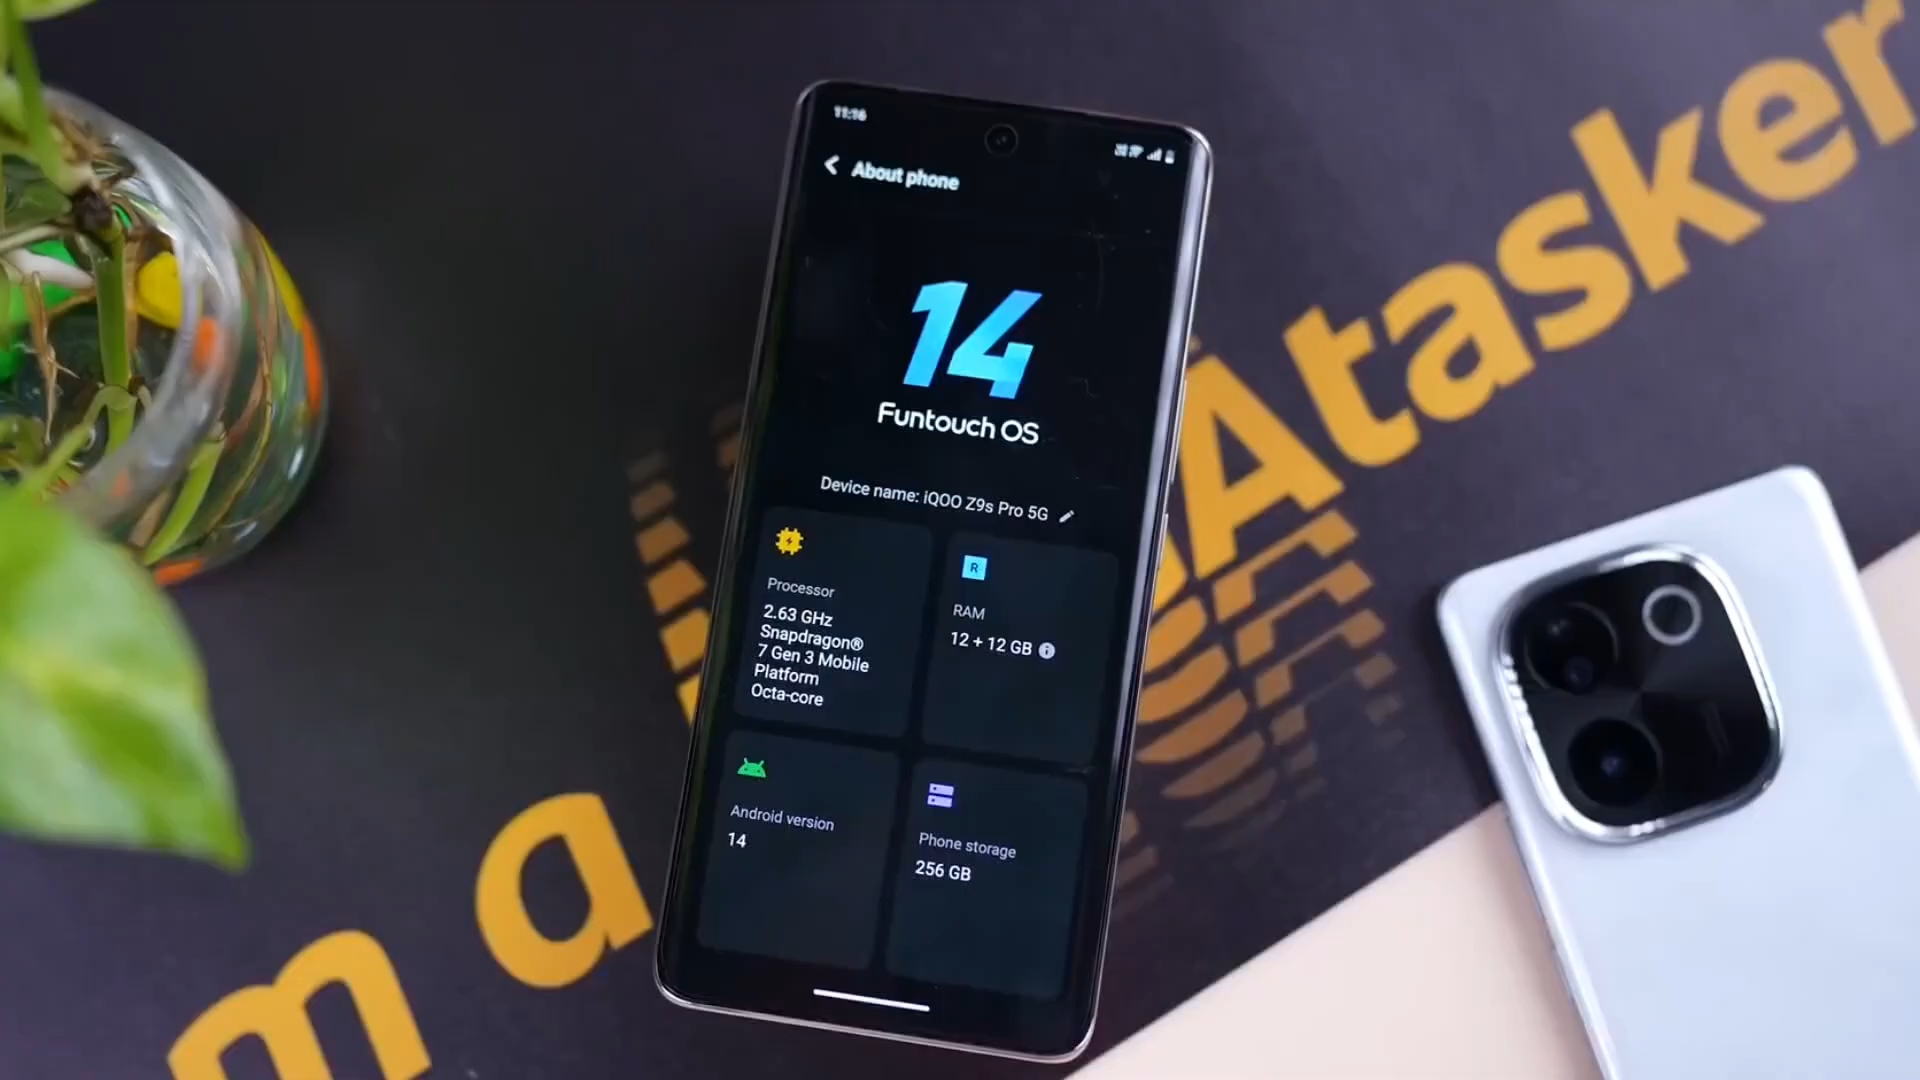 11:16
About phone
14
Funtouch OS
Device name: iQOO Z9s Pro 5G
Processor
2.63 GHz
Snapdragon®
7 Gen 3 Mobile
Platform
Octa-core
R
RAM
12 + 12 GB
Android version
14
Phone storage
256 GB
m a
Atasker